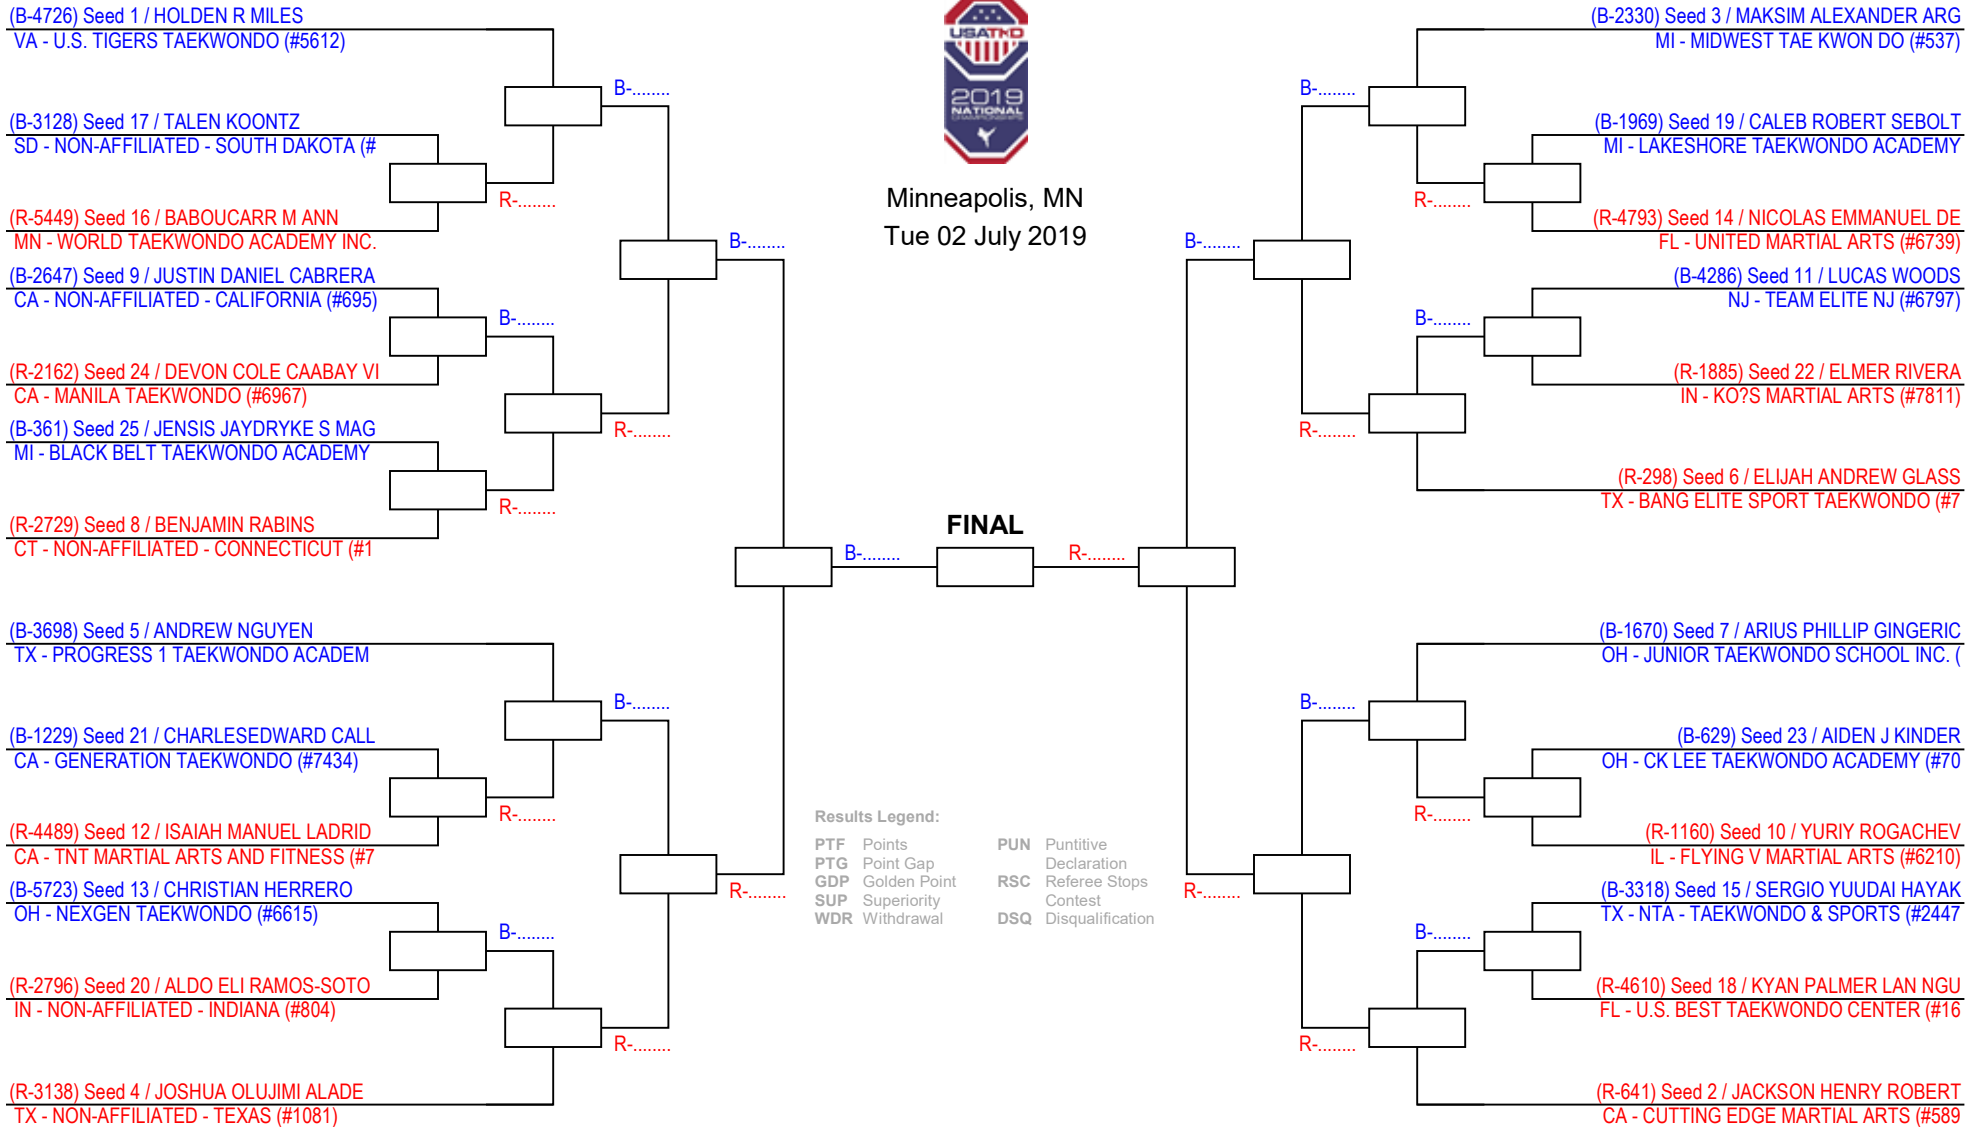 (B-4726) Seed 1 / HOLDEN R MILES
VA - U.S. TIGERS TAEKWONDO (#5612)
(B-3128) Seed 17 / TALEN KOONTZ
SD - NON-AFFILIATED - SOUTH DAKOTA (#
(R-5449) Seed 16 / BABOUCARR M ANN
MN - WORLD TAEKWONDO ACADEMY INC.
(B-2647) Seed 9 / JUSTIN DANIEL CABRERA
CA - NON-AFFILIATED - CALIFORNIA (#695)
(R-2162) Seed 24 / DEVON COLE CAABAY VI
CA - MANILA TAEKWONDO (#6967)
(B-361) Seed 25 / JENSIS JAYDRYKE S MAG
MI - BLACK BELT TAEKWONDO ACADEMY
(R-2729) Seed 8 / BENJAMIN RABINS
CT - NON-AFFILIATED - CONNECTICUT (#1
(B-3698) Seed 5 / ANDREW NGUYEN
TX - PROGRESS 1 TAEKWONDO ACADEM
(B-1229) Seed 21 / CHARLESEDWARD CALL
CA - GENERATION TAEKWONDO (#7434)
(R-4489) Seed 12 / ISAIAH MANUEL LADRID
CA - TNT MARTIAL ARTS AND FITNESS (#7
(B-5723) Seed 13 / CHRISTIAN HERRERO
OH - NEXGEN TAEKWONDO (#6615)
(R-2796) Seed 20 / ALDO ELI RAMOS-SOTO
IN - NON-AFFILIATED - INDIANA (#804)
(R-3138) Seed 4 / JOSHUA OLUJIMI ALADE
TX - NON-AFFILIATED - TEXAS (#1081)
R-........
B-........
R-........
R-........
B-........
R-........
B-........
R-........
B-........
R-........
B-........
R-........
USATKD
2019
NATIONAL
CHAMPIONSHIPS
Minneapolis, MN
Tue 02 July 2019
B-........
FINAL
R-........
Results Legend:
PTF Points
PTG Point Gap
GDP Golden Point
SUP Superiority
WDR Withdrawal
PUN Puntitive
Declaration
RSC Referee Stops
Contest
DSQ Disqualification
B-........
R-........
B-........
R-........
B-........
R-........
R-........
B-........
R-........
B-........
(B-2330) Seed 3 / MAKSIM ALEXANDER ARG
MI - MIDWEST TAE KWON DO (#537)
(B-1969) Seed 19 / CALEB ROBERT SEBOLT
MI - LAKESHORE TAEKWONDO ACADEMY
(R-4793) Seed 14 / NICOLAS EMMANUEL DE
FL - UNITED MARTIAL ARTS (#6739)
(B-4286) Seed 11 / LUCAS WOODS
NJ - TEAM ELITE NJ (#6797)
(R-1885) Seed 22 / ELMER RIVERA
IN - KO?S MARTIAL ARTS (#7811)
(R-298) Seed 6 / ELIJAH ANDREW GLASS
TX - BANG ELITE SPORT TAEKWONDO (#7
(B-1670) Seed 7 / ARIUS PHILLIP GINGERIC
OH - JUNIOR TAEKWONDO SCHOOL INC. (
(B-629) Seed 23 / AIDEN J KINDER
OH - CK LEE TAEKWONDO ACADEMY (#70
(R-1160) Seed 10 / YURIY ROGACHEV
IL - FLYING V MARTIAL ARTS (#6210)
(B-3318) Seed 15 / SERGIO YUUDAI HAYAK
TX - NTA - TAEKWONDO & SPORTS (#2447
(R-4610) Seed 18 / KYAN PALMER LAN NGU
FL - U.S. BEST TAEKWONDO CENTER (#16
(R-641) Seed 2 / JACKSON HENRY ROBERT
CA - CUTTING EDGE MARTIAL ARTS (#589